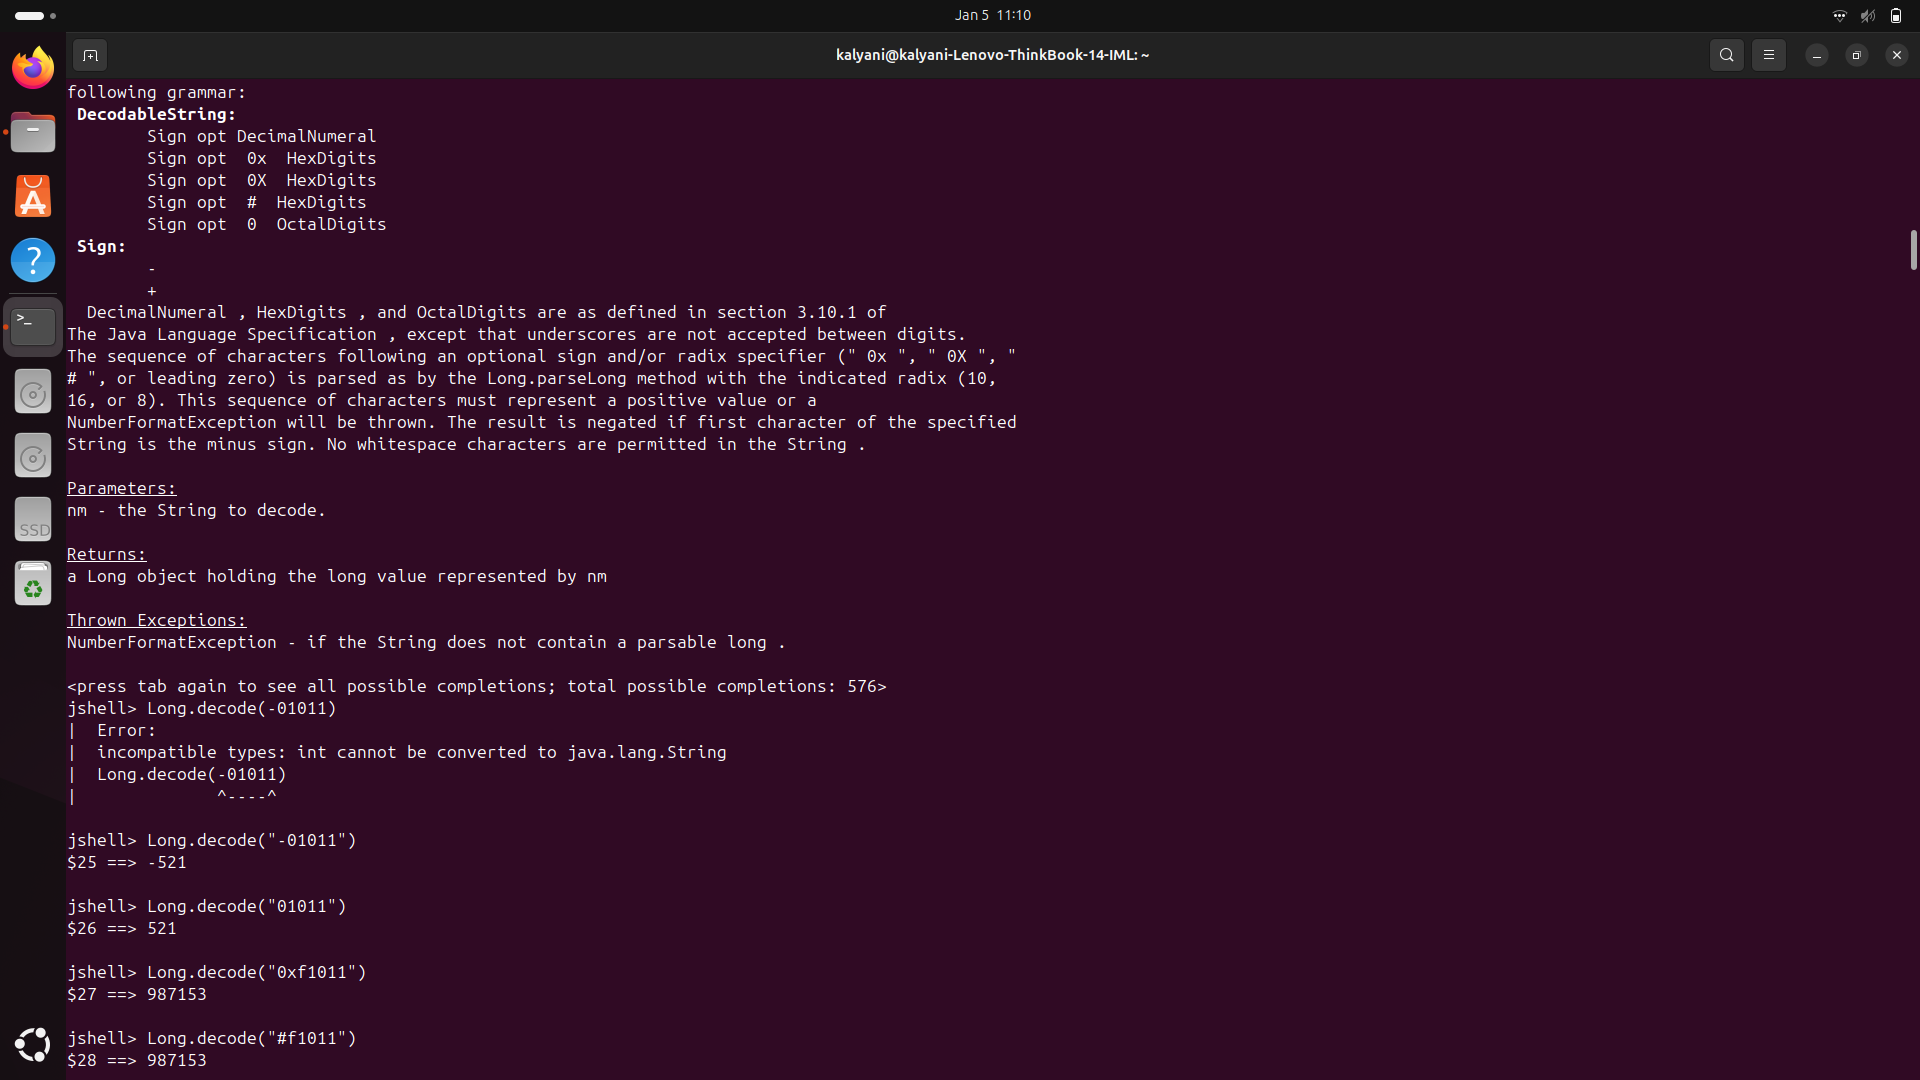 Jan 5 11:10
kalyani@kalyani-Lenovo-ThinkBook-14-IML: ~
following grammar:
DecodableString:
Sign opt DecimalNumeral
Sign opt 0x HexDigits
Sign opt 0X HexDigits
Sign opt # HexDigits
Sign opt 0 OctalDigits
Sign:
-
+
DecimalNumeral , HexDigits , and OctalDigits are as defined in section 3.10.1 of
The Java Language Specification , except that underscores are not accepted between digits.
The sequence of characters following an optional sign and/or radix specifier (" 0x ", " 0X ", "
# ", or leading zero) is parsed as by the Long.parseLong method with the indicated radix (10,
16, or 8). This sequence of characters must represent a positive value or a
NumberFormatException will be thrown. The result is negated if first character of the specified
String is the minus sign. No whitespace characters are permitted in the String .
Parameters:
nm - the String to decode.
Returns:
a Long object holding the long value represented by nm
Thrown Exceptions:
NumberFormatException - if the String does not contain a parsable long .
<press tab again to see all possible completions; total possible completions: 576>
jshell> Long.decode(-01011)
| Error:
| incompatible types: int cannot be converted to java.lang.String
| Long.decode(-01011)
| ^----^
jshell> Long.decode("-01011")
$25 ==> -521
jshell> Long.decode("01011")
$26 ==> 521
jshell> Long.decode("0xf1011")
$27 ==> 987153
jshell> Long.decode("#f1011")
$28 ==> 987153
SSD